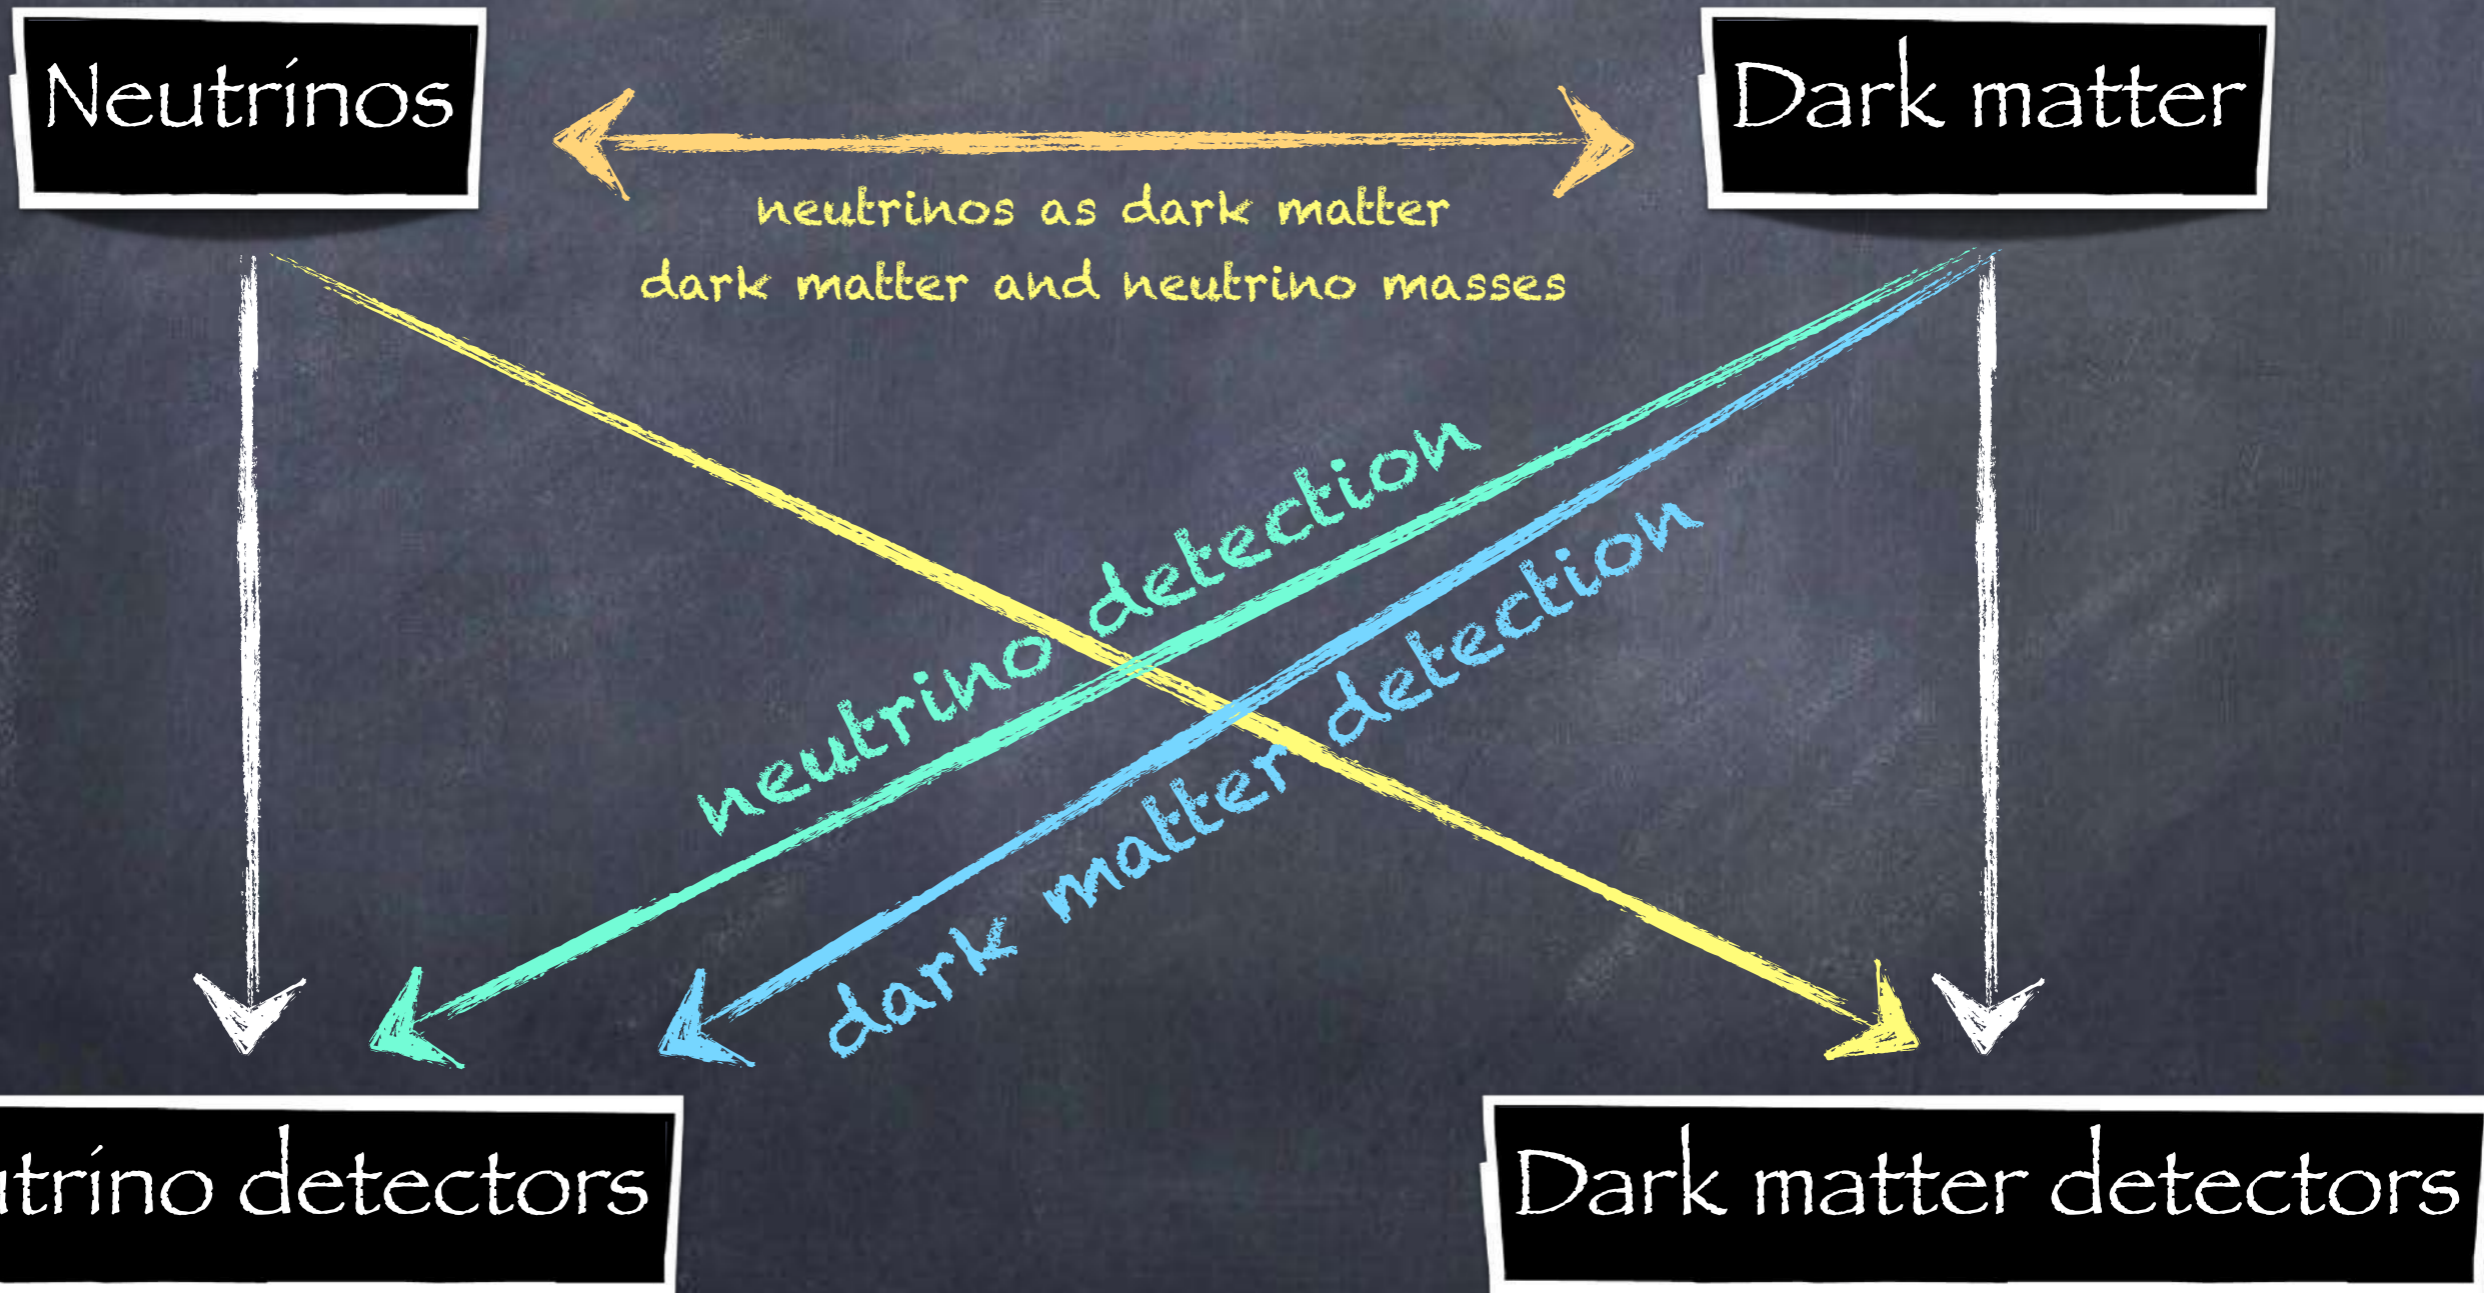 Neutrinos
Dark matter
neutrinos as dark matter
dark matter and neutrino masses
neutrino detection
dark matter detection
utrino detectors
Dark matter detectors